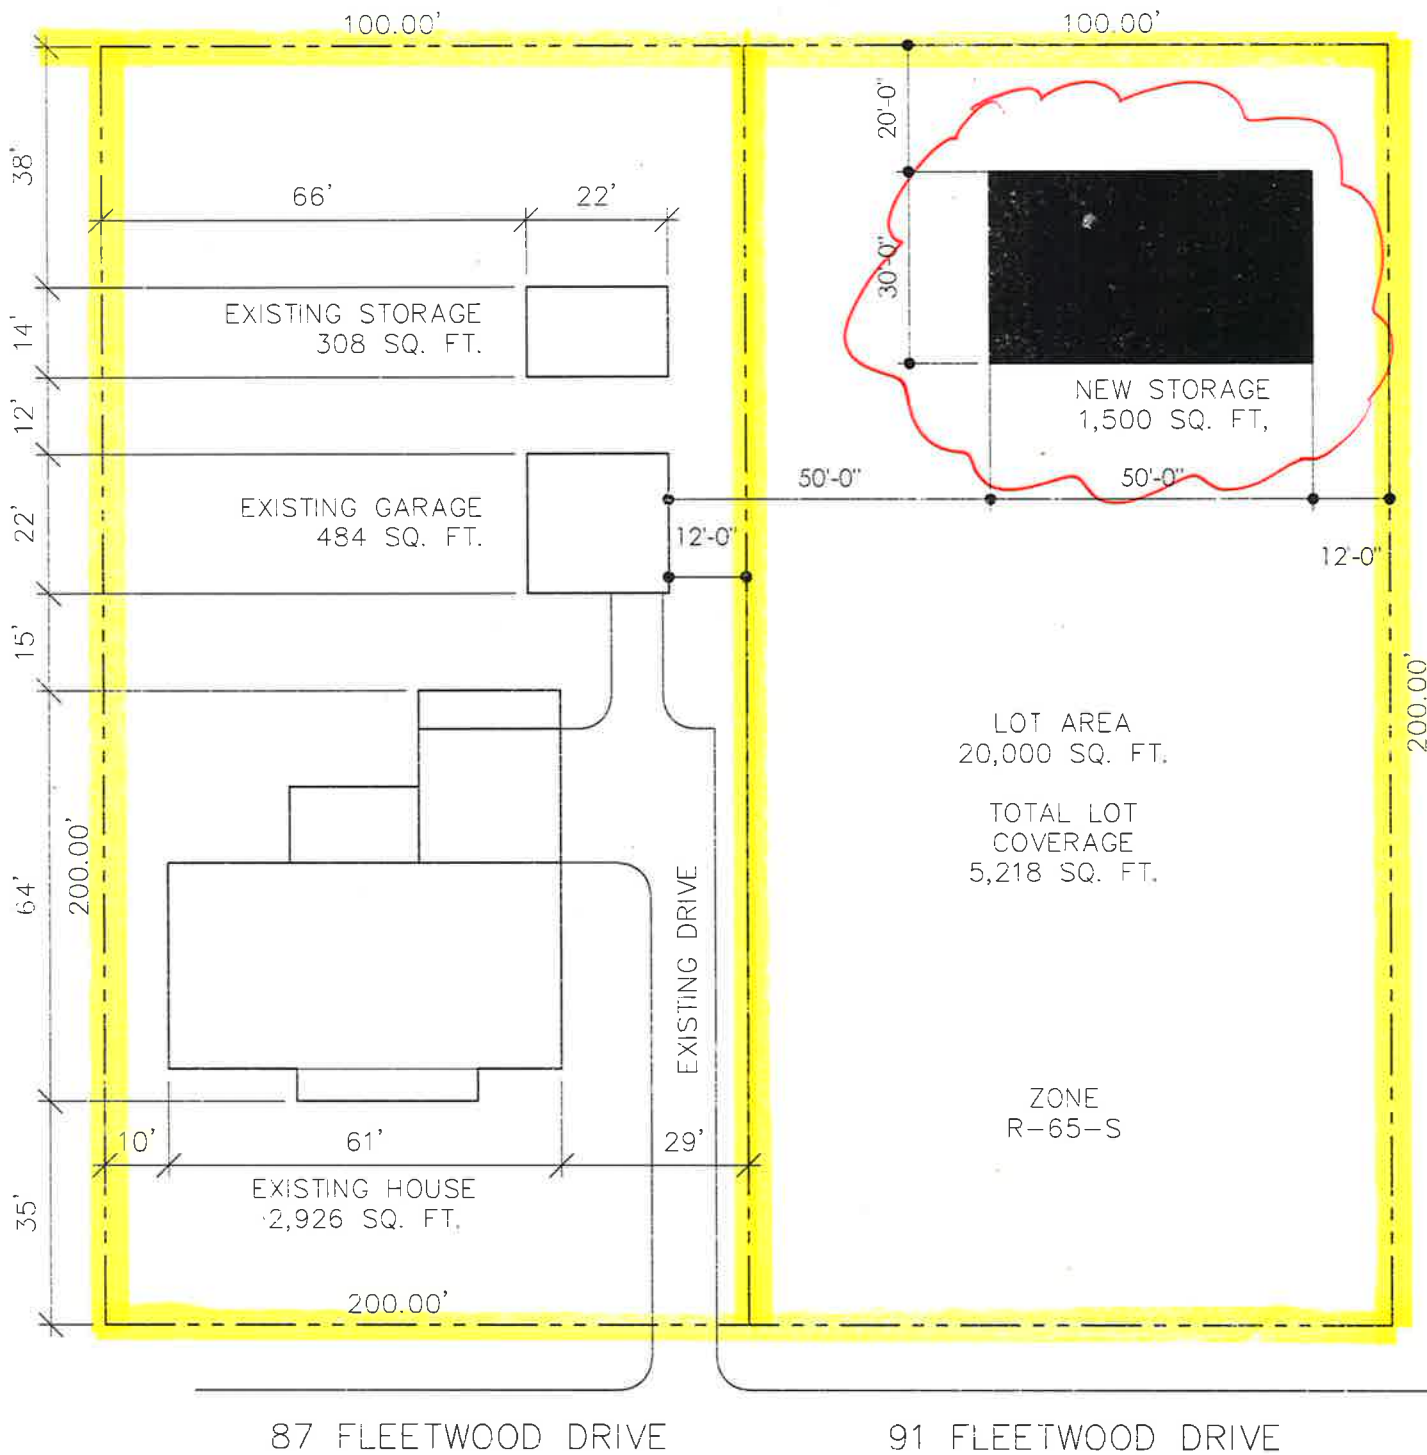 100.00'
100.00'
38'
20'-0"
66'
22'
30'-0"
EXISTING STORAGE
308 SQ. FT.
14'
NEW STORAGE
1,500 SQ. FT,
12'
50'-0"
50'-0"
EXISTING GARAGE
484 SQ. FT.
22'
12'-0"
12'-0"
15'
200.00'
LOT AREA
20,000 SQ. FT.
TOTAL LOT
COVERAGE
5,218 SQ. FT.
64'
200.00'
EXISTING DRIVE
ZONE
R-65-S
10'
61'
29'
EXISTING HOUSE
2,926 SQ. FT.
35'
200.00'
87 FLEETWOOD DRIVE
91 FLEETWOOD DRIVE